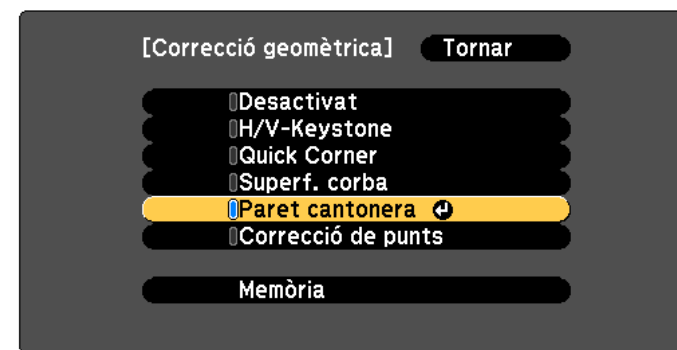 [Correcció geomètrica] Tornar
Desactivat
H/V-Keystone
Quick Corner
Superf. corba
Paret cantonera
Correcció de punts
Memòria